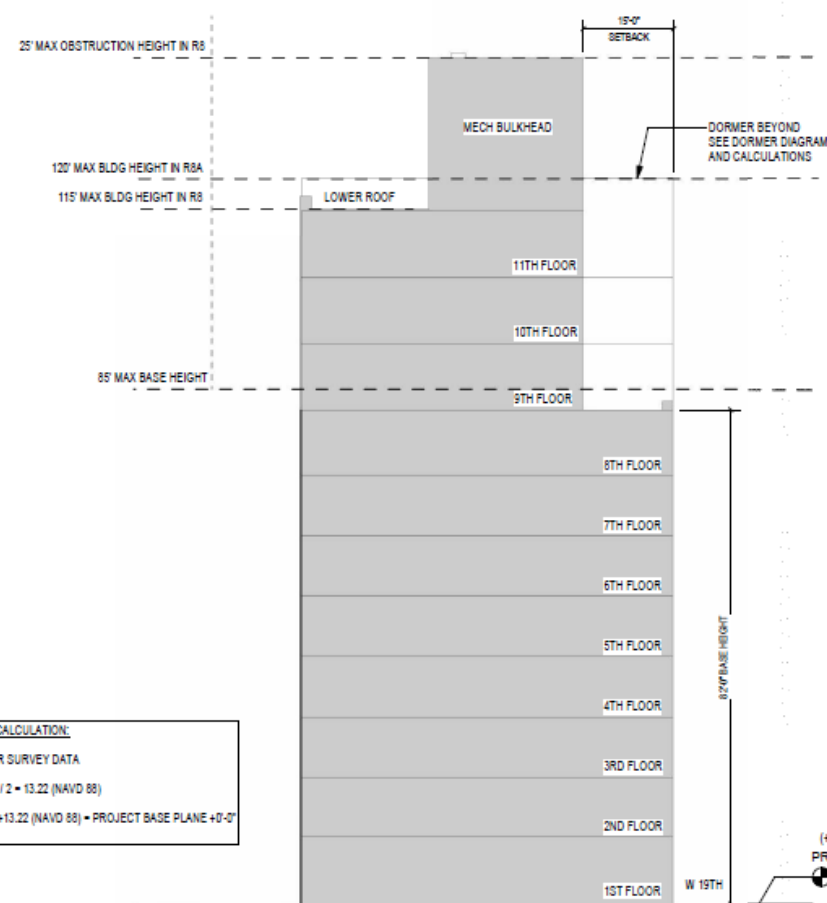 15'-0"
SETBACK
25' MAX OBSTRUCTION HEIGHT IN R8
MECH BULKHEAD
DORMER BEYOND
SEE DORMER DIAGRAM
AND CALCULATIONS
120' MAX BLDG HEIGHT IN R8A
115' MAX BLDG HEIGHT IN R8
LOWER ROOF
11TH FLOOR
10TH FLOOR
85' MAX BASE HEIGHT
9TH FLOOR
8TH FLOOR
7TH FLOOR
6TH FLOOR
5TH FLOOR
82'-0" BASE HEIGHT
4TH FLOOR
3RD FLOOR
2ND FLOOR
1ST FLOOR
W 19TH
CALCULATION:
R SURVEY DATA
/ 2 = 13.22 (NAVD 88)
+13.22 (NAVD 88) = PROJECT BASE PLANE +0'-0"
(+
PR